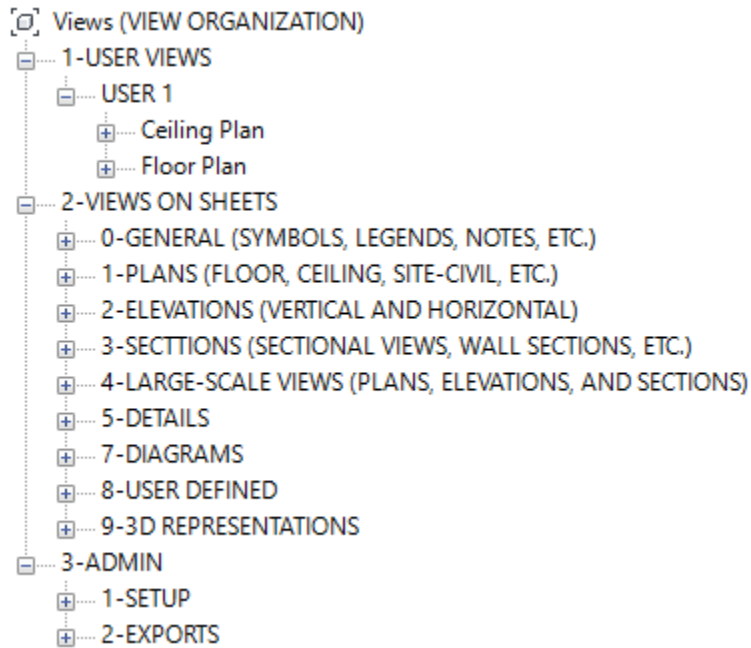 Views (VIEW ORGANIZATION)
1-USER VIEWS
USER 1
Ceiling Plan
Floor Plan
2-VIEWS ON SHEETS
0-GENERAL (SYMBOLS, LEGENDS, NOTES, ETC.)
1-PLANS (FLOOR, CEILING, SITE-CIVIL, ETC.)
2-ELEVATIONS (VERTICAL AND HORIZONTAL)
3-SECTTIONS (SECTIONAL VIEWS, WALL SECTIONS, ETC.)
4-LARGE-SCALE VIEWS (PLANS, ELEVATIONS, AND SECTIONS)
5-DETAILS
7-DIAGRAMS
8-USER DEFINED
9-3D REPRESENTATIONS
3-ADMIN
1-SETUP
2-EXPORTS